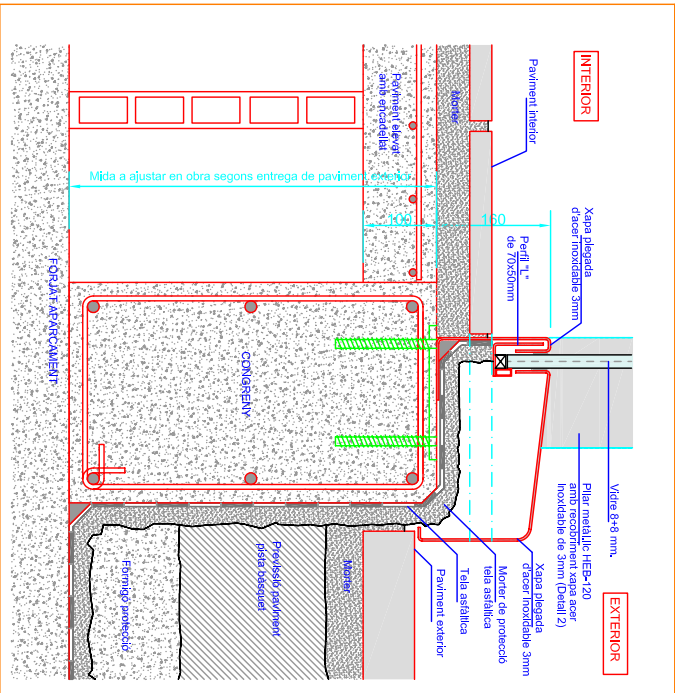 INTERIOR
Paviment interior
Xapa plegada
d'acer inoxidable 3mm
Perfil "L"
de 70x50mm
Morter
Paviment elevat
amb encadellat
Mida a ajustar en obra segons entrega de paviment exterior
100
160
FORJAT APARCAMENT
CONGRENY
Vidre 8+8 mm.
Pilar metàl.lic HEB-120
amb recobriment xapa acer
Inoxidable de 3mm (Detall 2)
EXTERIOR
Xapa plegada
d'acer inoxidable 3mm
Morter de protecció
tela asfàltica
Tela asfàltica
Paviment exterior
Morter
Previssió paviment
pista bàsquet
Formigó protecció